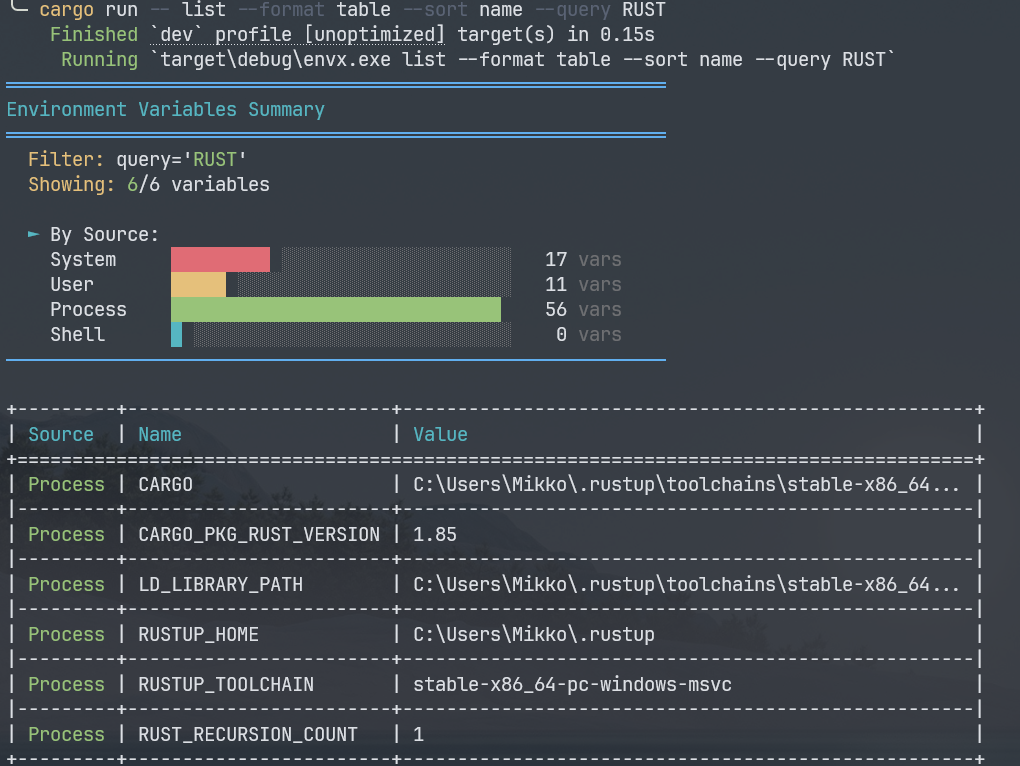 cargo run -- list --format table --sort name --query RUST
Finished `dev` profile [unoptimized] target(s) in 0.15s
Running `target\debug\envx.exe list --format table --sort name --query RUST`
Environment Variables Summary
Filter: query='RUST'
Showing: 6/6 variables
► By Source:
System 17 vars
User 11 vars
Process 56 vars
Shell 0 vars
| Source | Name | Value |
| Process | CARGO | C:\Users\Mikko\.rustup\toolchains\stable-x86_64... |
| Process | CARGO_PKG_RUST_VERSION | 1.85 |
| Process | LD_LIBRARY_PATH | C:\Users\Mikko\.rustup\toolchains\stable-x86_64... |
| Process | RUSTUP_HOME | C:\Users\Mikko\.rustup |
| Process | RUSTUP_TOOLCHAIN | stable-x86_64-pc-windows-msvc |
| Process | RUST_RECURSION_COUNT | 1 |